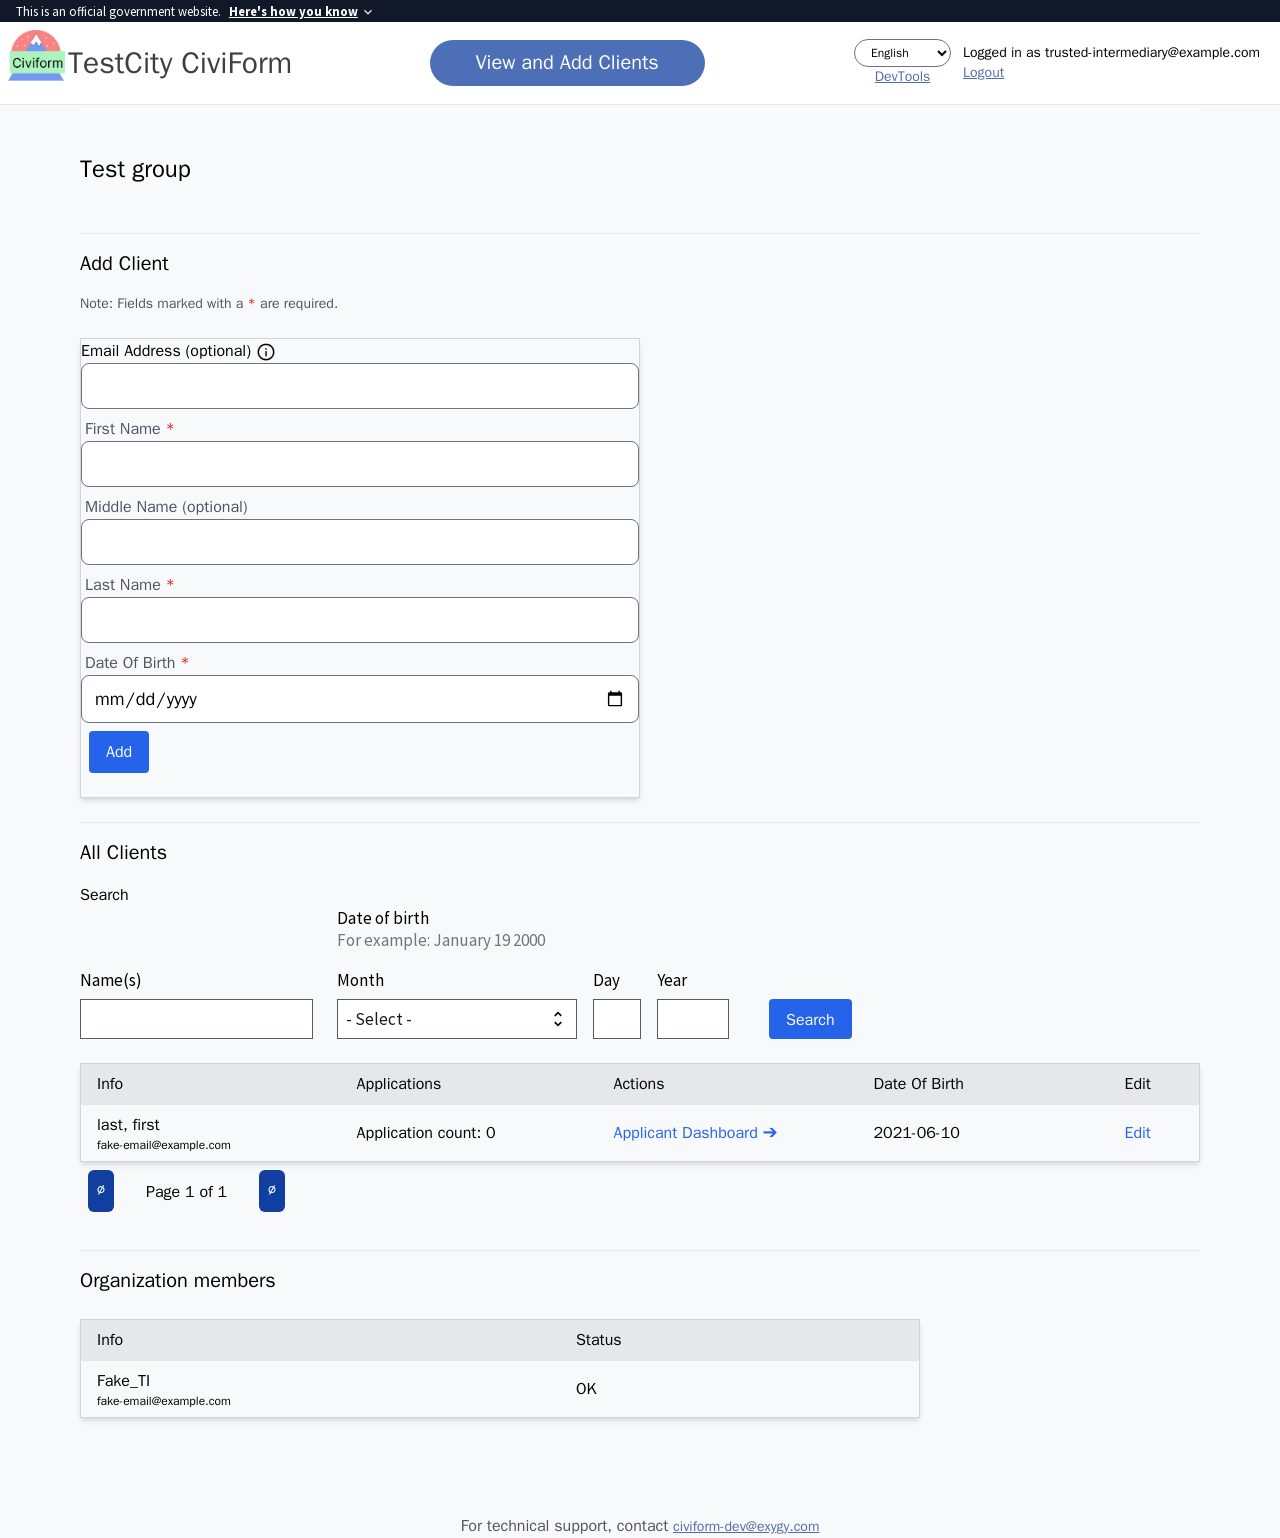 This is an official government website. Here's how you know
Civiform TestCity CiviForm
View and Add Clients
English
DevTools
Logged in as trusted-intermediary@example.com
Logout
Test group
Add Client
Note: Fields marked with a * are required.
Email Address (optional)
First Name *
Middle Name (optional)
Last Name *
Date Of Birth *
mm/dd/yyyy
Add
All Clients
Search
Date of birth
For example: January 19 2000
Name(s) Month Day Year
- Select - Search
Info Applications Actions Date Of Birth Edit
last, first
fake-email@example.com
Application count: 0 Applicant Dashboard ➔ 2021-06-10 Edit
∅ Page 1 of 1 ∅
Organization members
Info Status
Fake_TI
fake-email@example.com
OK
For technical support, contact civiform-dev@exygy.com